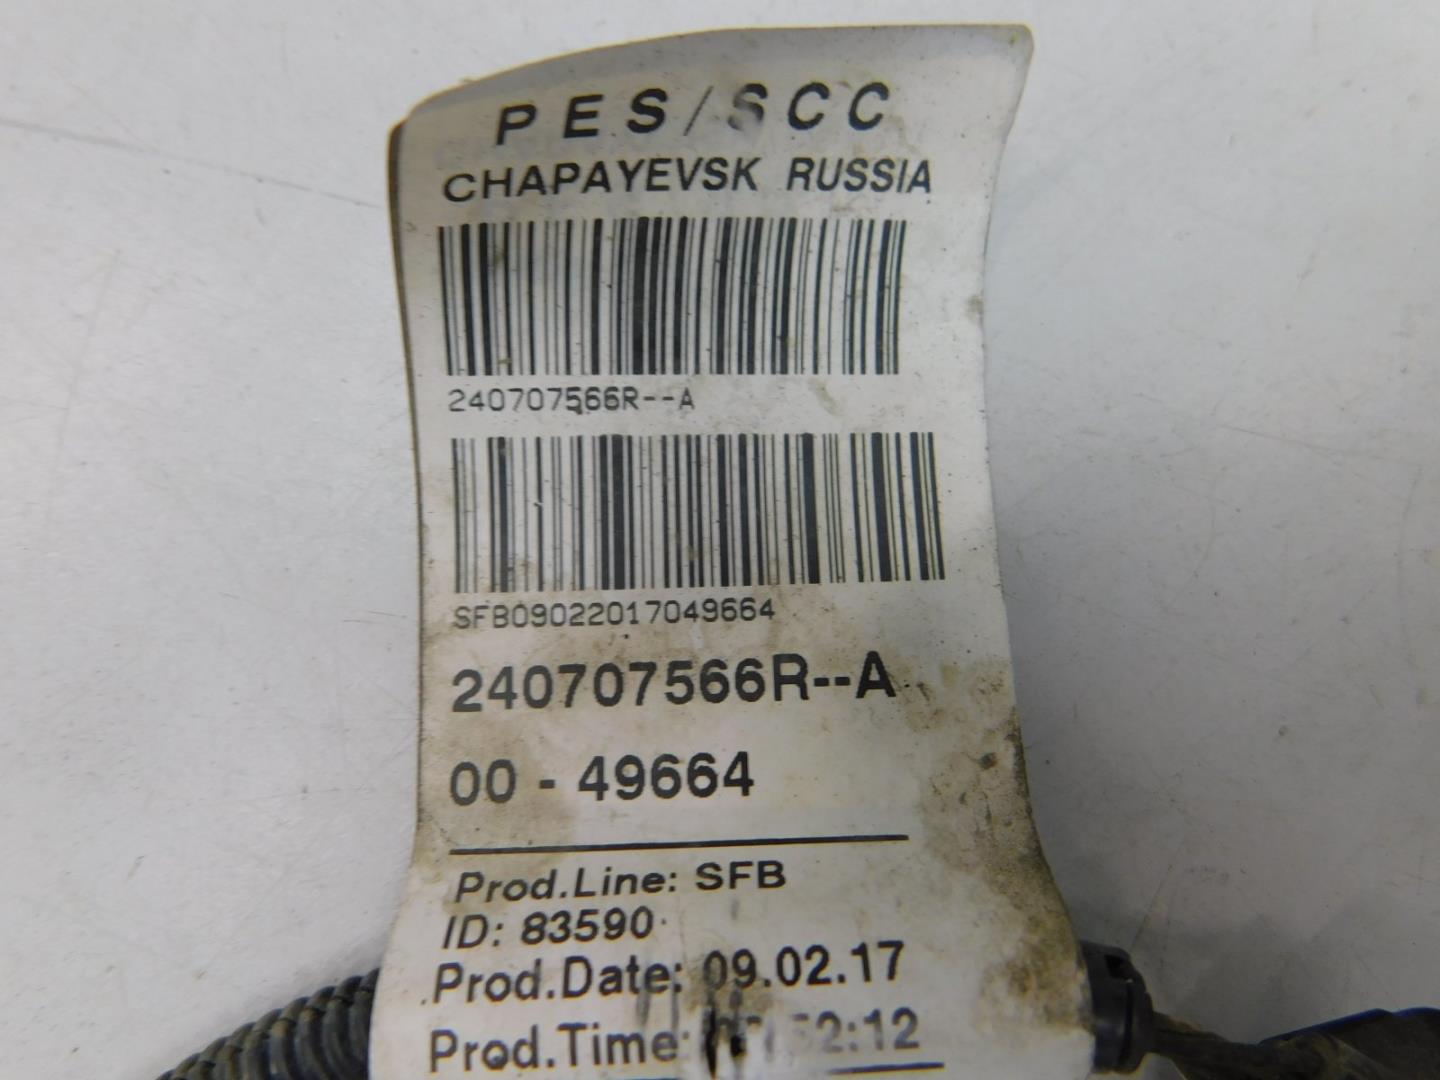 PES/SCC
CHAPAYEVSK RUSSIA
240707566R--A
SFB09022017049664
240707566R--A
00 - 49664
Prod.Line: SFB
ID: 83590
Prod.Date: 09.02.17
Prod.Time: